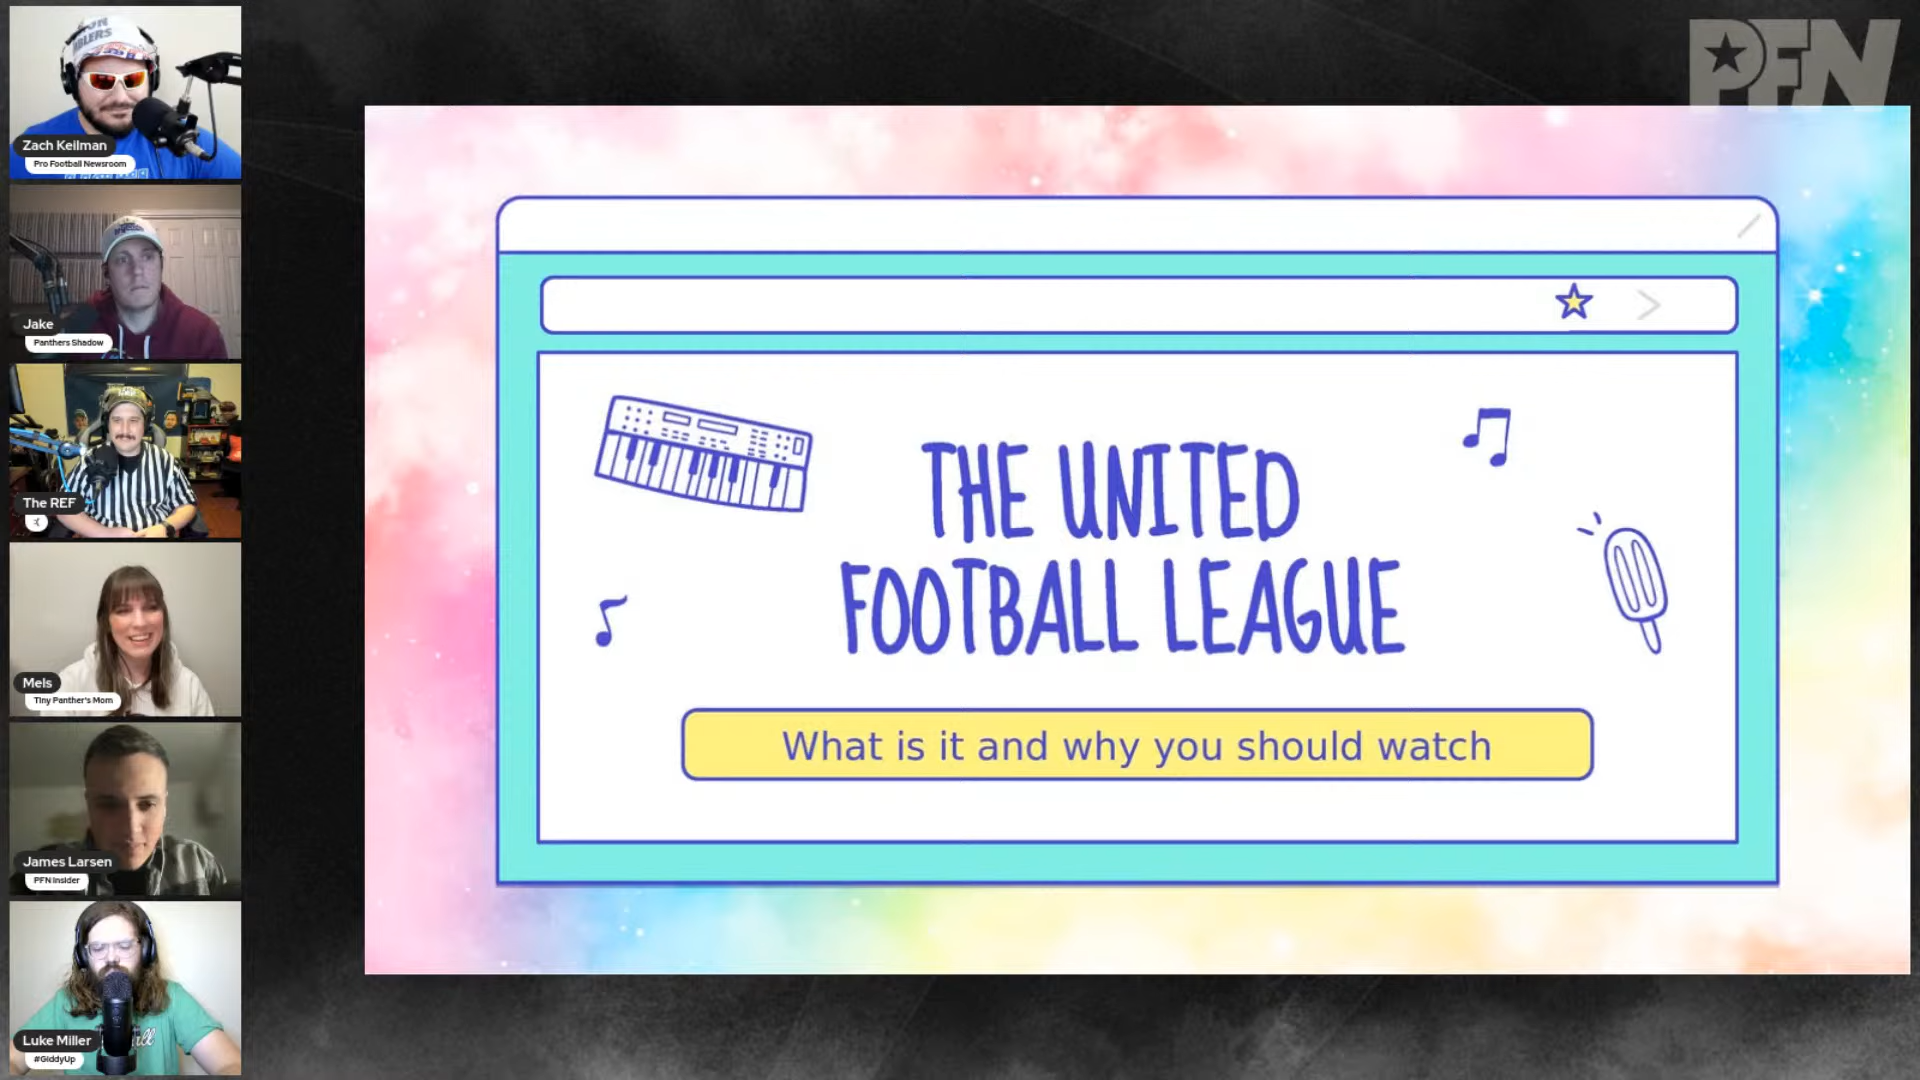 PFN
BLERS
Zach Keilman
Pro Football Newsroom
Jake
Panthers Shadow
The REF
Mels
Tiny Panther's Mom
James Larsen
PFN Insider
Luke Miller
#GiddyUp
THE UNITED
FOOTBALL LEAGUE
What is it and why you should watch